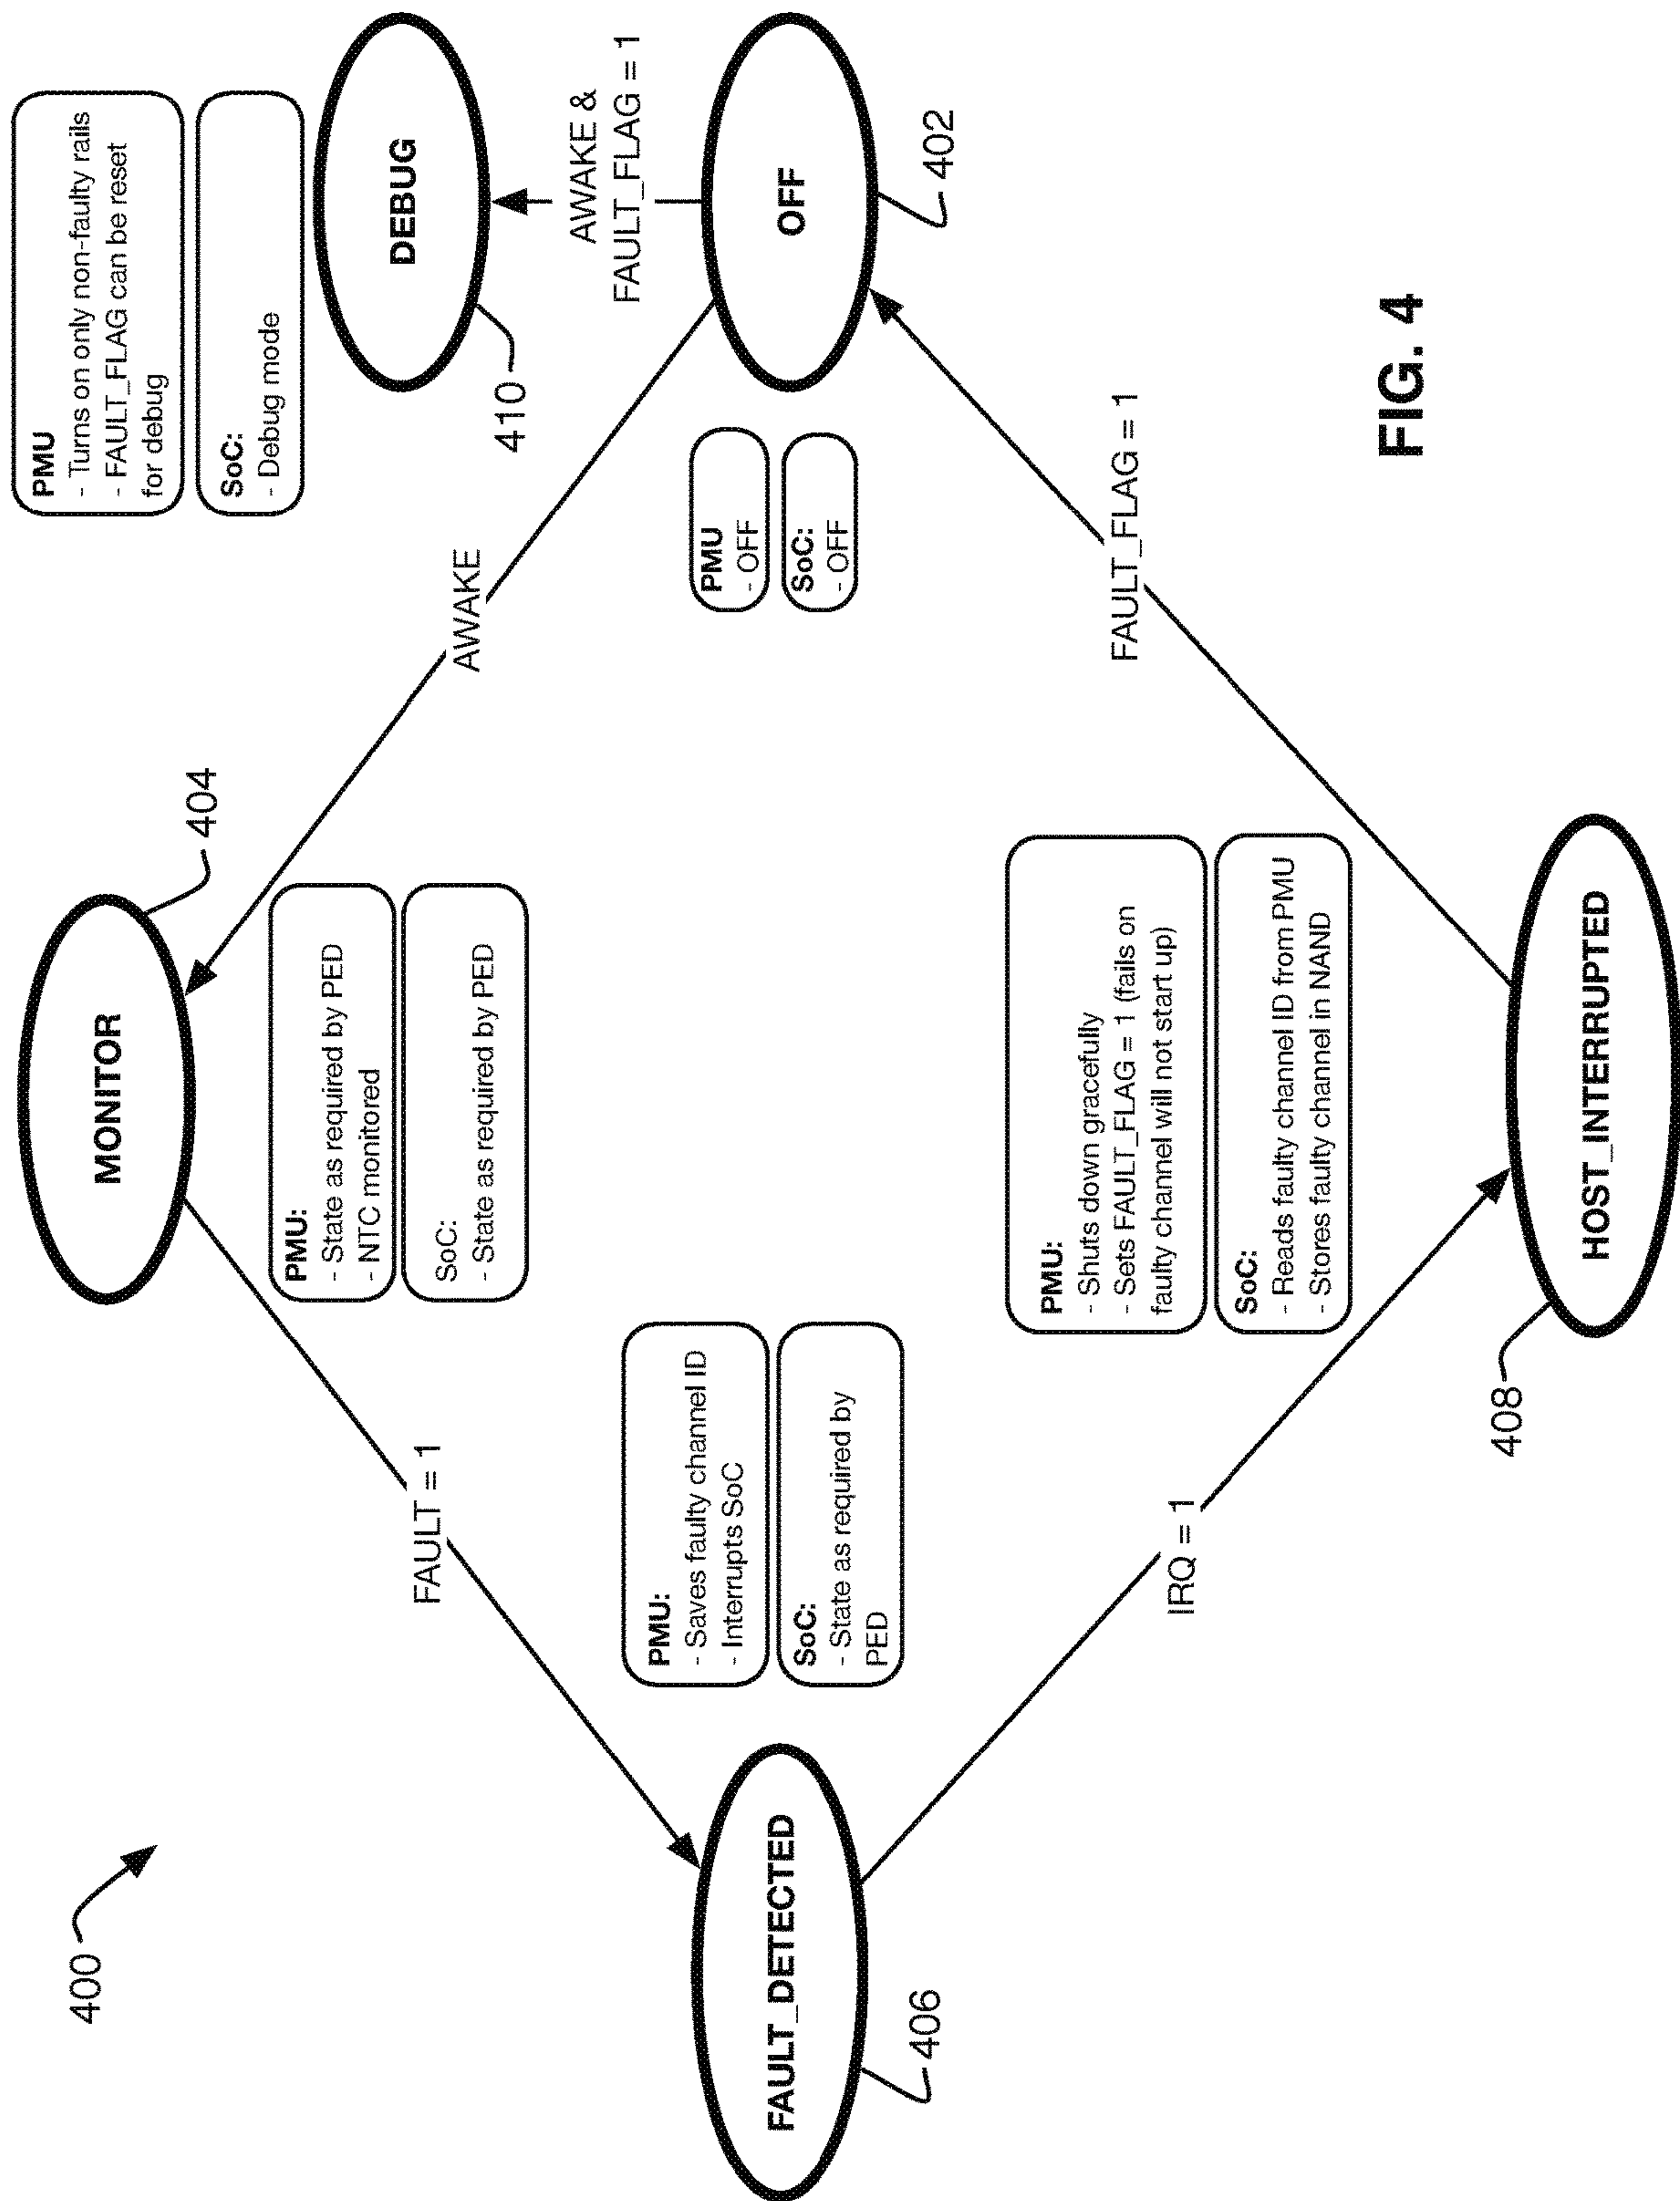 400
MONITOR
404
PMU:
- State as required by PED
- NTC monitored
SoC:
- State as required by PED
PMU
- Turns on only non-faulty rails
- FAULT_FLAG can be reset
for debug
SoC:
- Debug mode
DEBUG
410
FAULT = 1
AWAKE
AWAKE &
FAULT_FLAG = 1
FAULT_DETECTED
406
PMU:
- Saves faulty channel ID
- Interrupts SoC
SoC:
- State as required by
PED
PMU
- OFF
SoC:
- OFF
OFF
402
IRQ = 1
PMU:
- Shuts down gracefully
- Sets FAULT_FLAG = 1 (fails on
faulty channel will not start up)
SoC:
- Reads faulty channel ID from PMU
- Stores faulty channel in NAND
FAULT_FLAG = 1
408
HOST_INTERRUPTED
FIG. 4